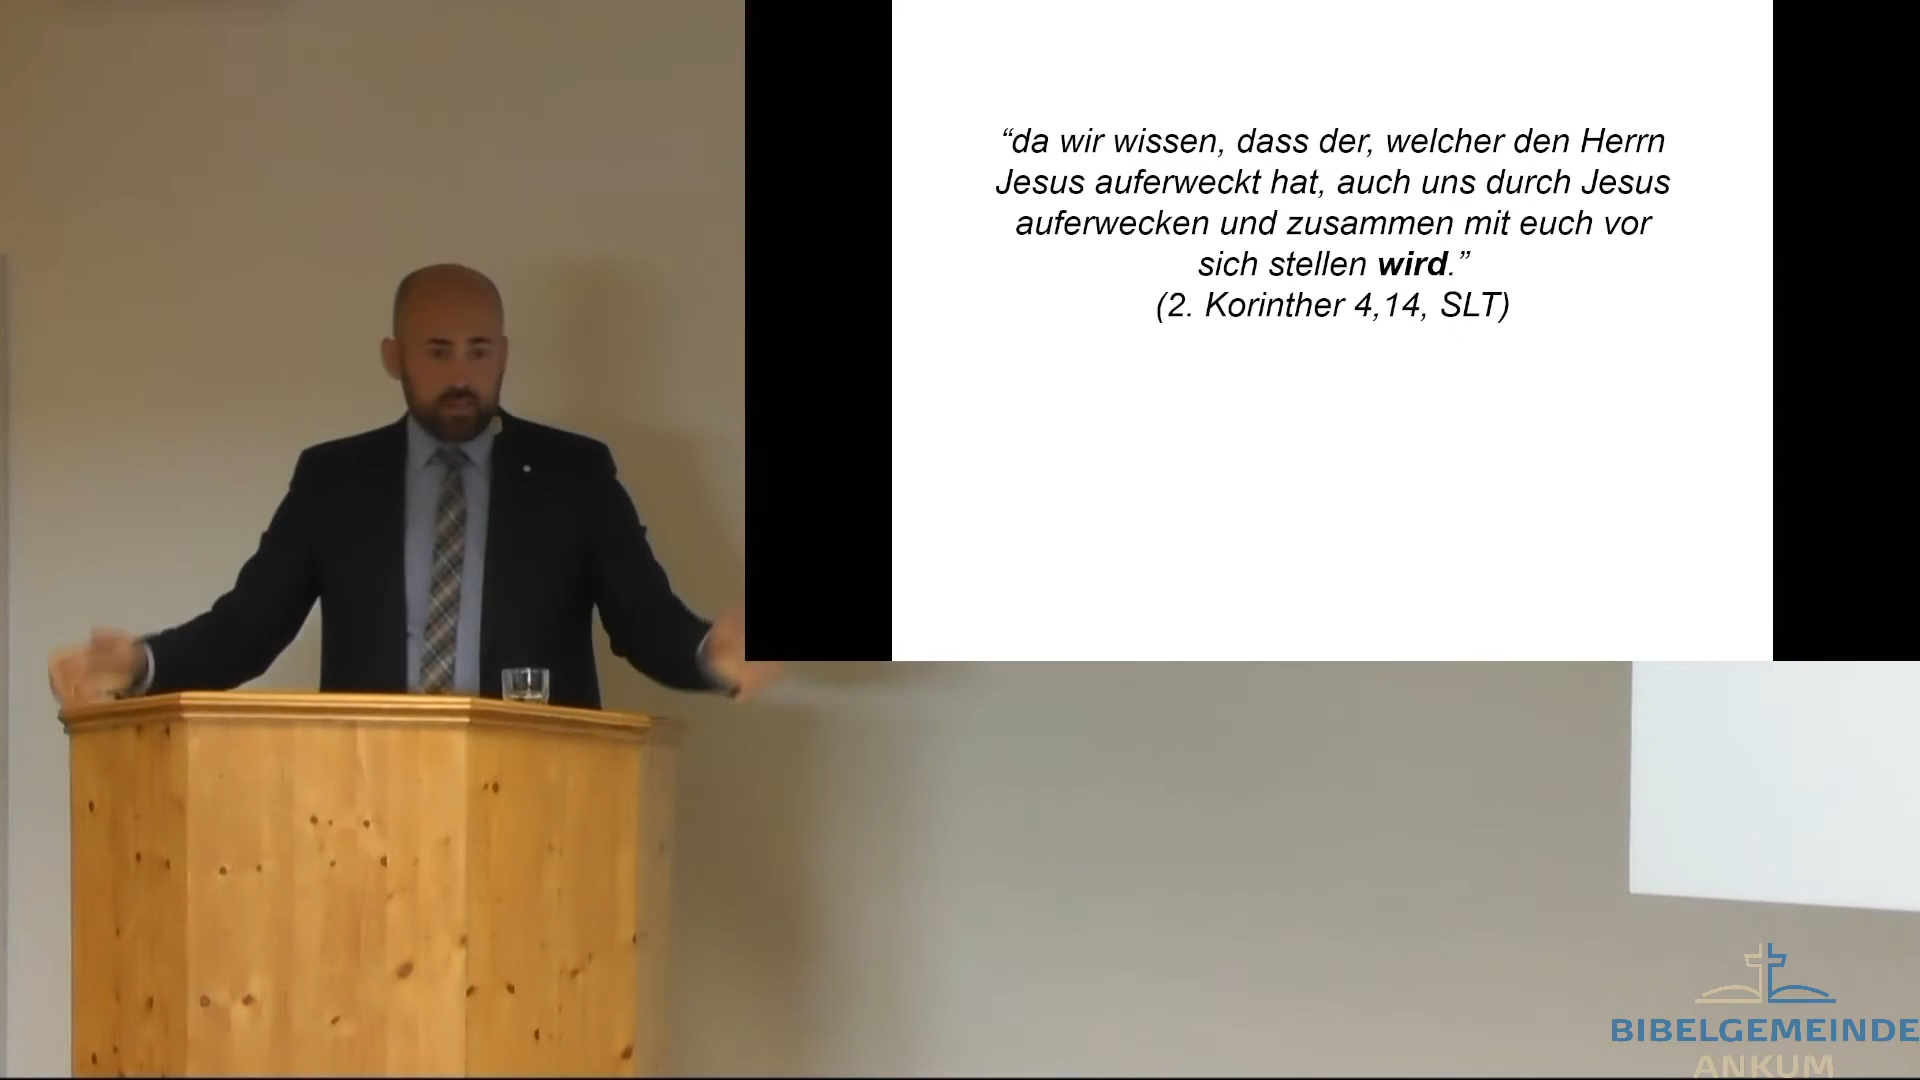 “da wir wissen, dass der, welcher den Herrn
Jesus auferweckt hat, auch uns durch Jesus
auferwecken und zusammen mit euch vor
sich stellen wird.”
(2. Korinther 4,14, SLT)
BIBELGEMEINDE
ANKUM